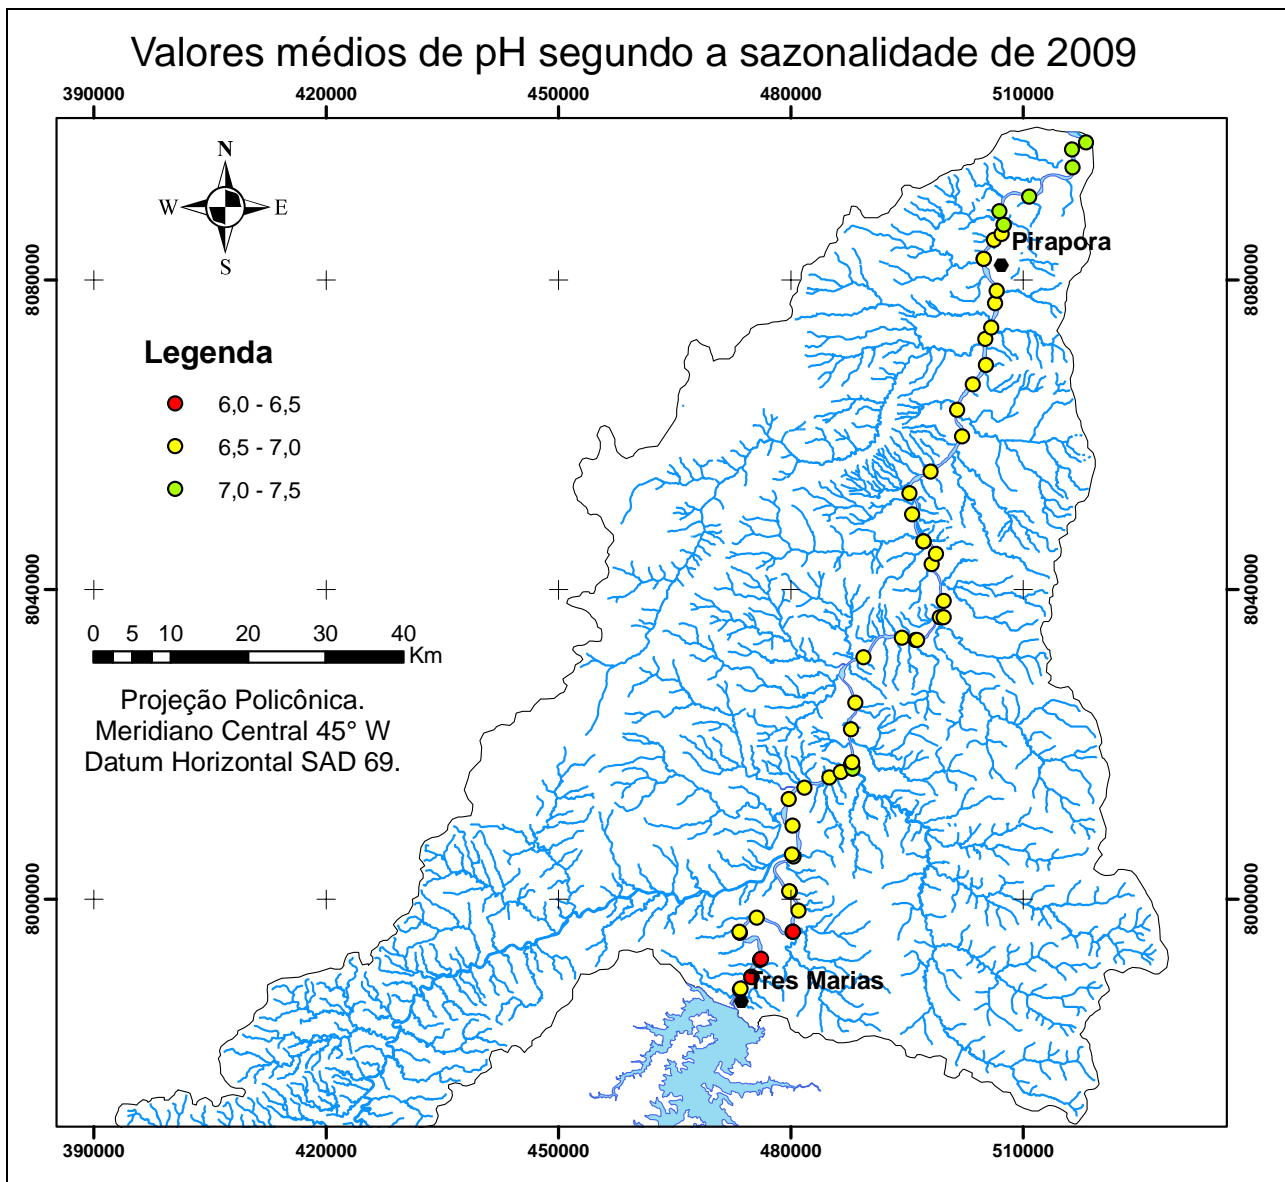 Valores médios de pH segundo a sazonalidade de 2009
390000 420000 450000 480000 510000
N
W E
S
Pirapora
8080000 8080000
Legenda
6,0 - 6,5
6,5 - 7,0
7,0 - 7,5
8040000 8040000
0 5 10 20 30 40
Km
Projeção Policônica.
Meridiano Central 45° W
Datum Horizontal SAD 69.
8000000 8000000
Tres Marias
390000 420000 450000 480000 510000